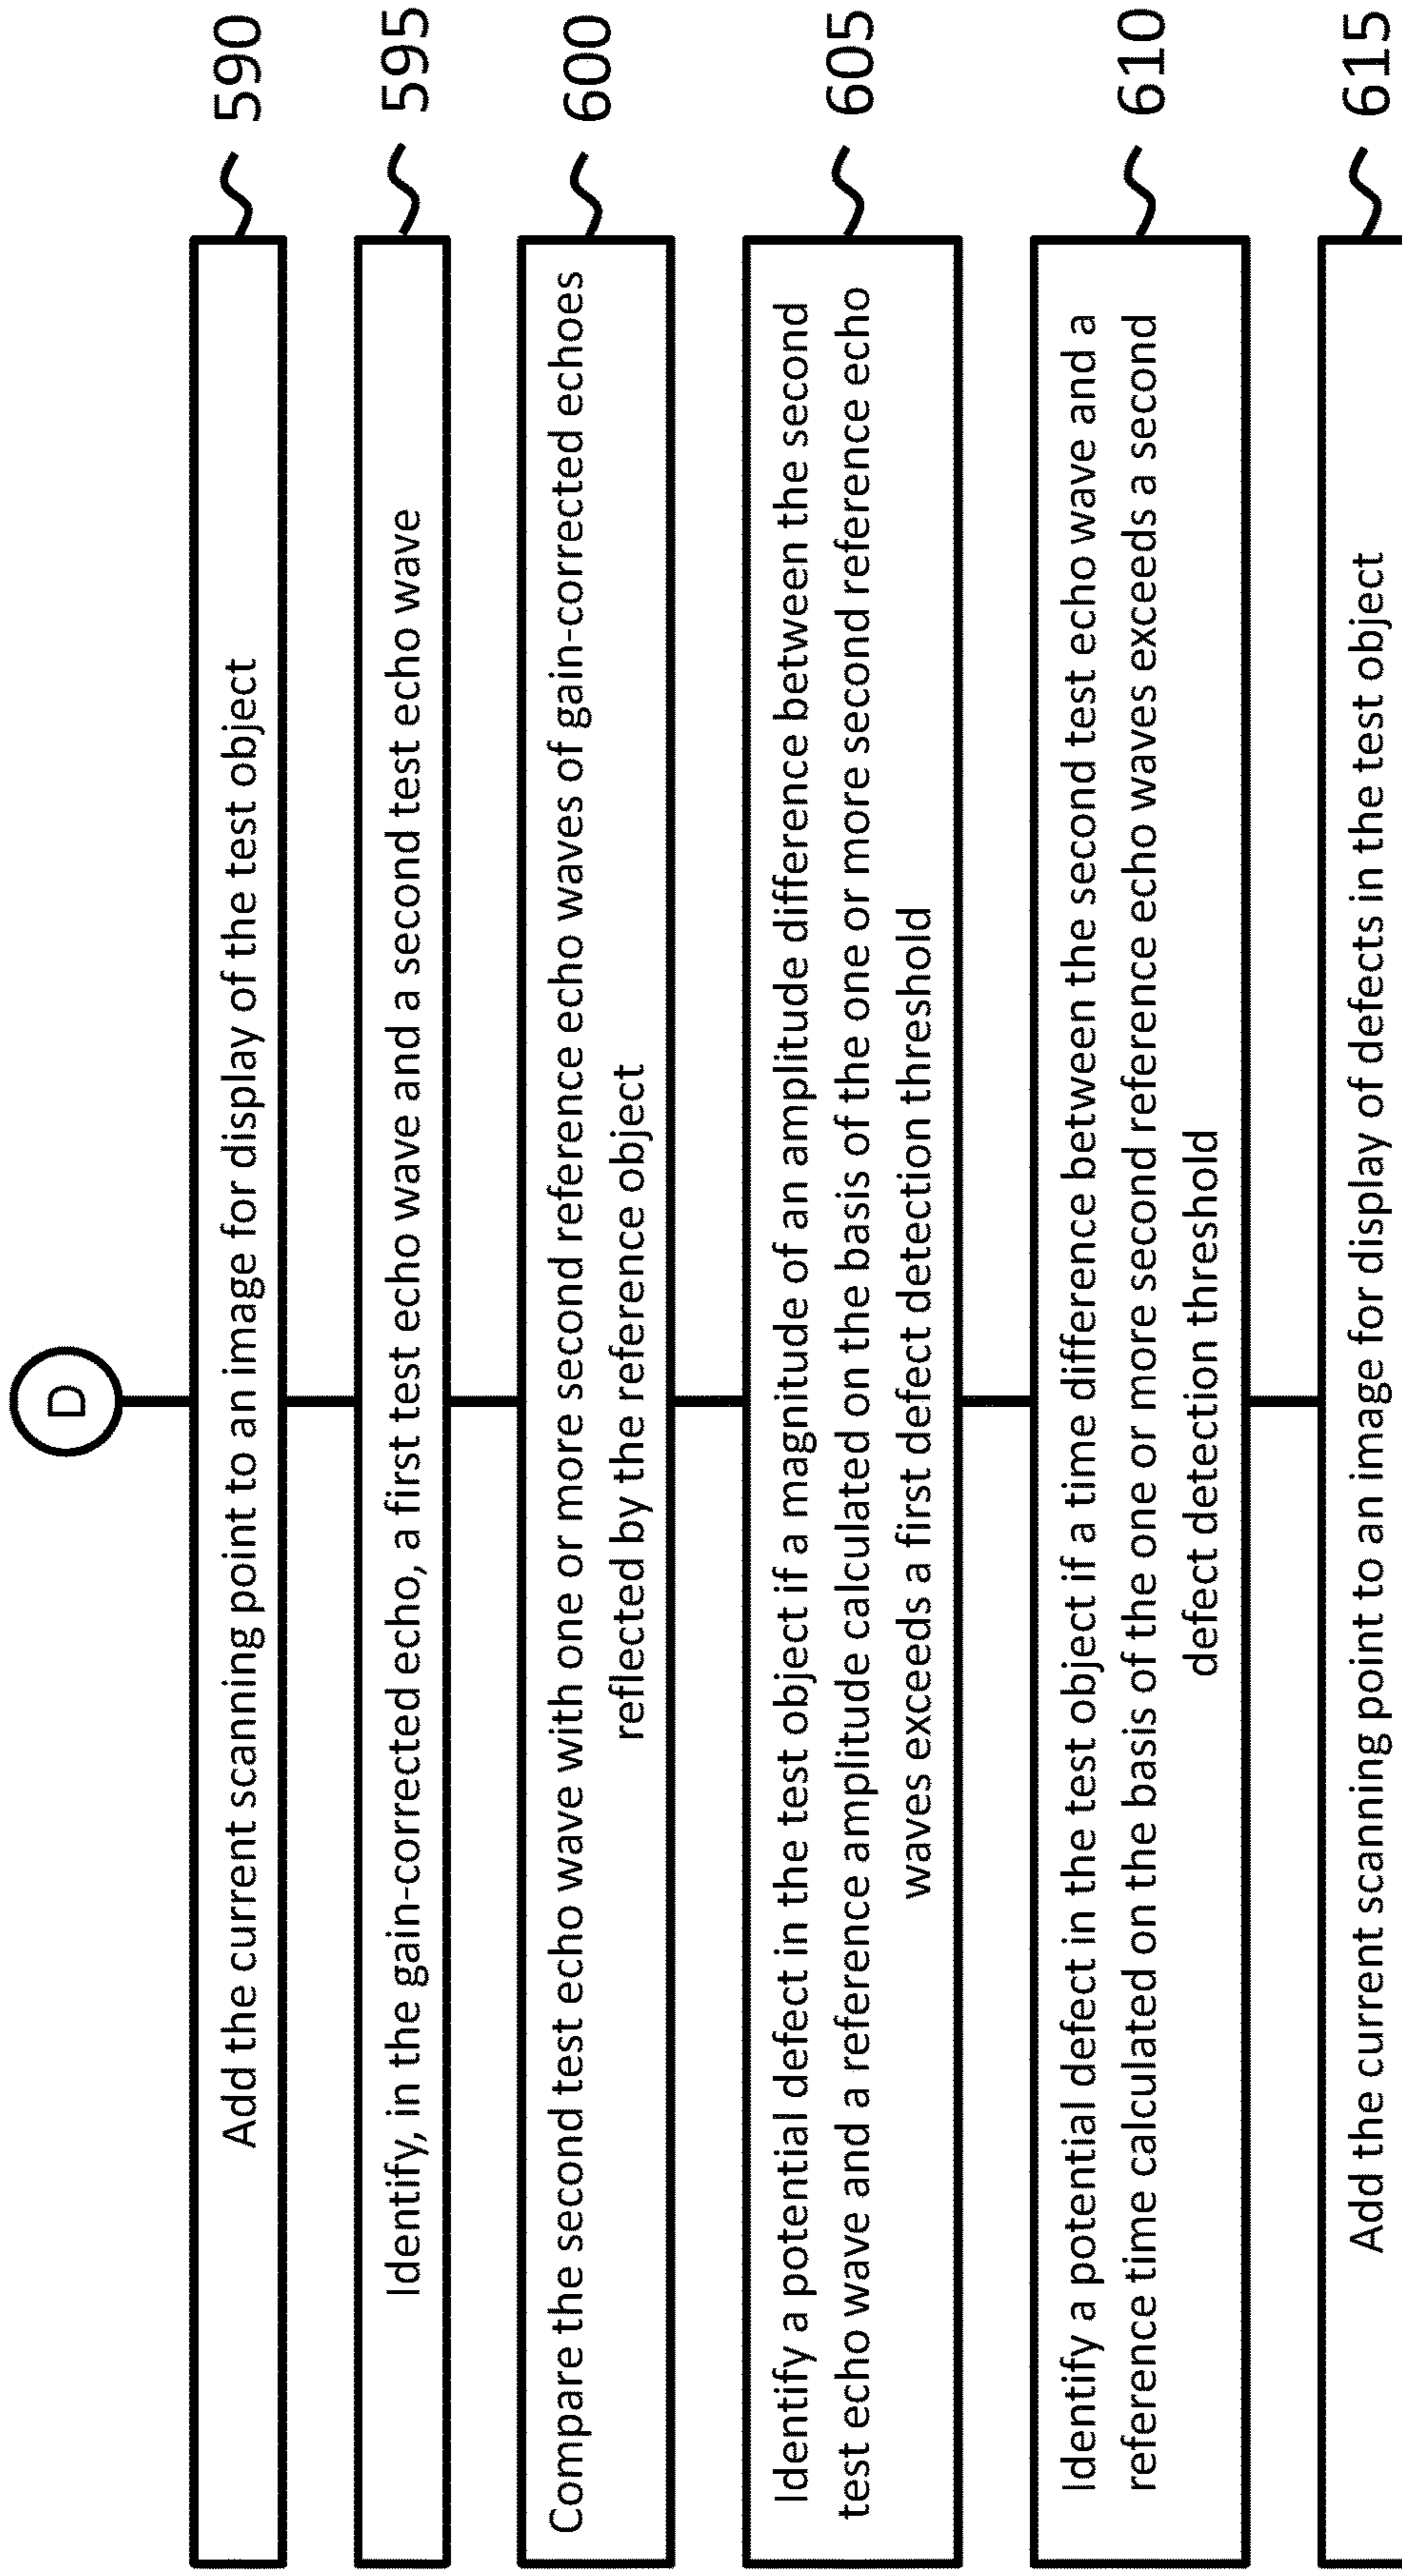 D
Add the current scanning point to an image for display of the test object
590
Identify, in the gain-corrected echo, a first test echo wave and a second test echo wave
595
Compare the second test echo wave with one or more second reference echo waves of gain-corrected echoes
reflected by the reference object
600
Identify a potential defect in the test object if a magnitude of an amplitude difference between the second
test echo wave and a reference amplitude calculated on the basis of the one or more second reference echo
waves exceeds a first defect detection threshold
605
Identify a potential defect in the test object if a time difference between the second test echo wave and a
reference time calculated on the basis of the one or more second reference echo waves exceeds a second
defect detection threshold
610
Add the current scanning point to an image for display of defects in the test object
615